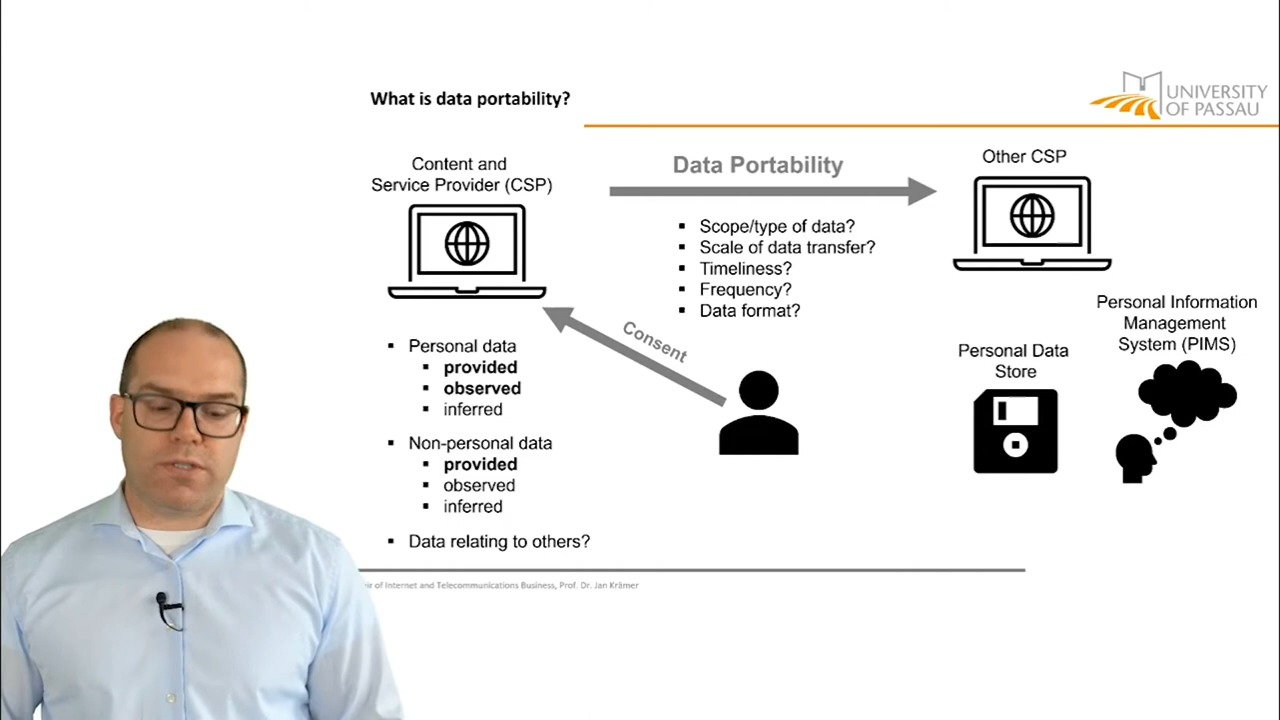 What is data portability?
UNIVERSITY
OF PASSAU
Content and
Service Provider (CSP)
Data Portability
Other CSP
▪ Scope/type of data?
▪ Scale of data transfer?
▪ Timeliness?
▪ Frequency?
▪ Data format?
Consent
▪ Personal data
▪ provided
▪ observed
▪ inferred
▪ Non-personal data
▪ provided
▪ observed
▪ inferred
▪ Data relating to others?
Personal Data
Store
Personal Information
Management
System (PIMS)
of Internet and Telecommunications Business, Prof. Dr. Jan Krämer